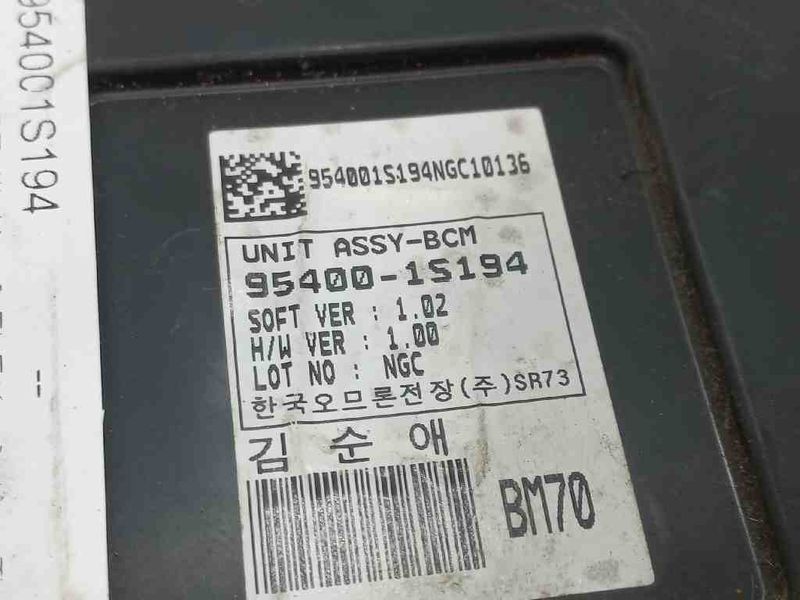 954001S194
--
954001S194NGC10136
UNIT ASSY-BCM
95400-1S194
SOFT VER : 1.02
H/W VER : 1.00
LOT NO : NGC
한국오므론전장(주)SR73
김 순 애
BM70